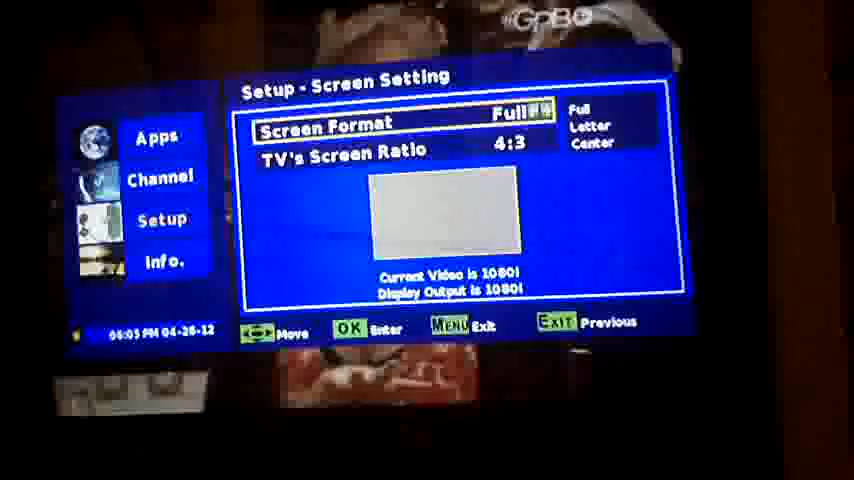 GPB
Setup - Screen Setting
Screen Format Full
TV's Screen Ratio 4:3
Full
Letter
Center
Apps
Channel
Setup
Info.
Current Video is 1080i
Display Output is 1080i
06:05 PM 04-26-12
Move
OK Enter
MENU Exit
EXIT Previous